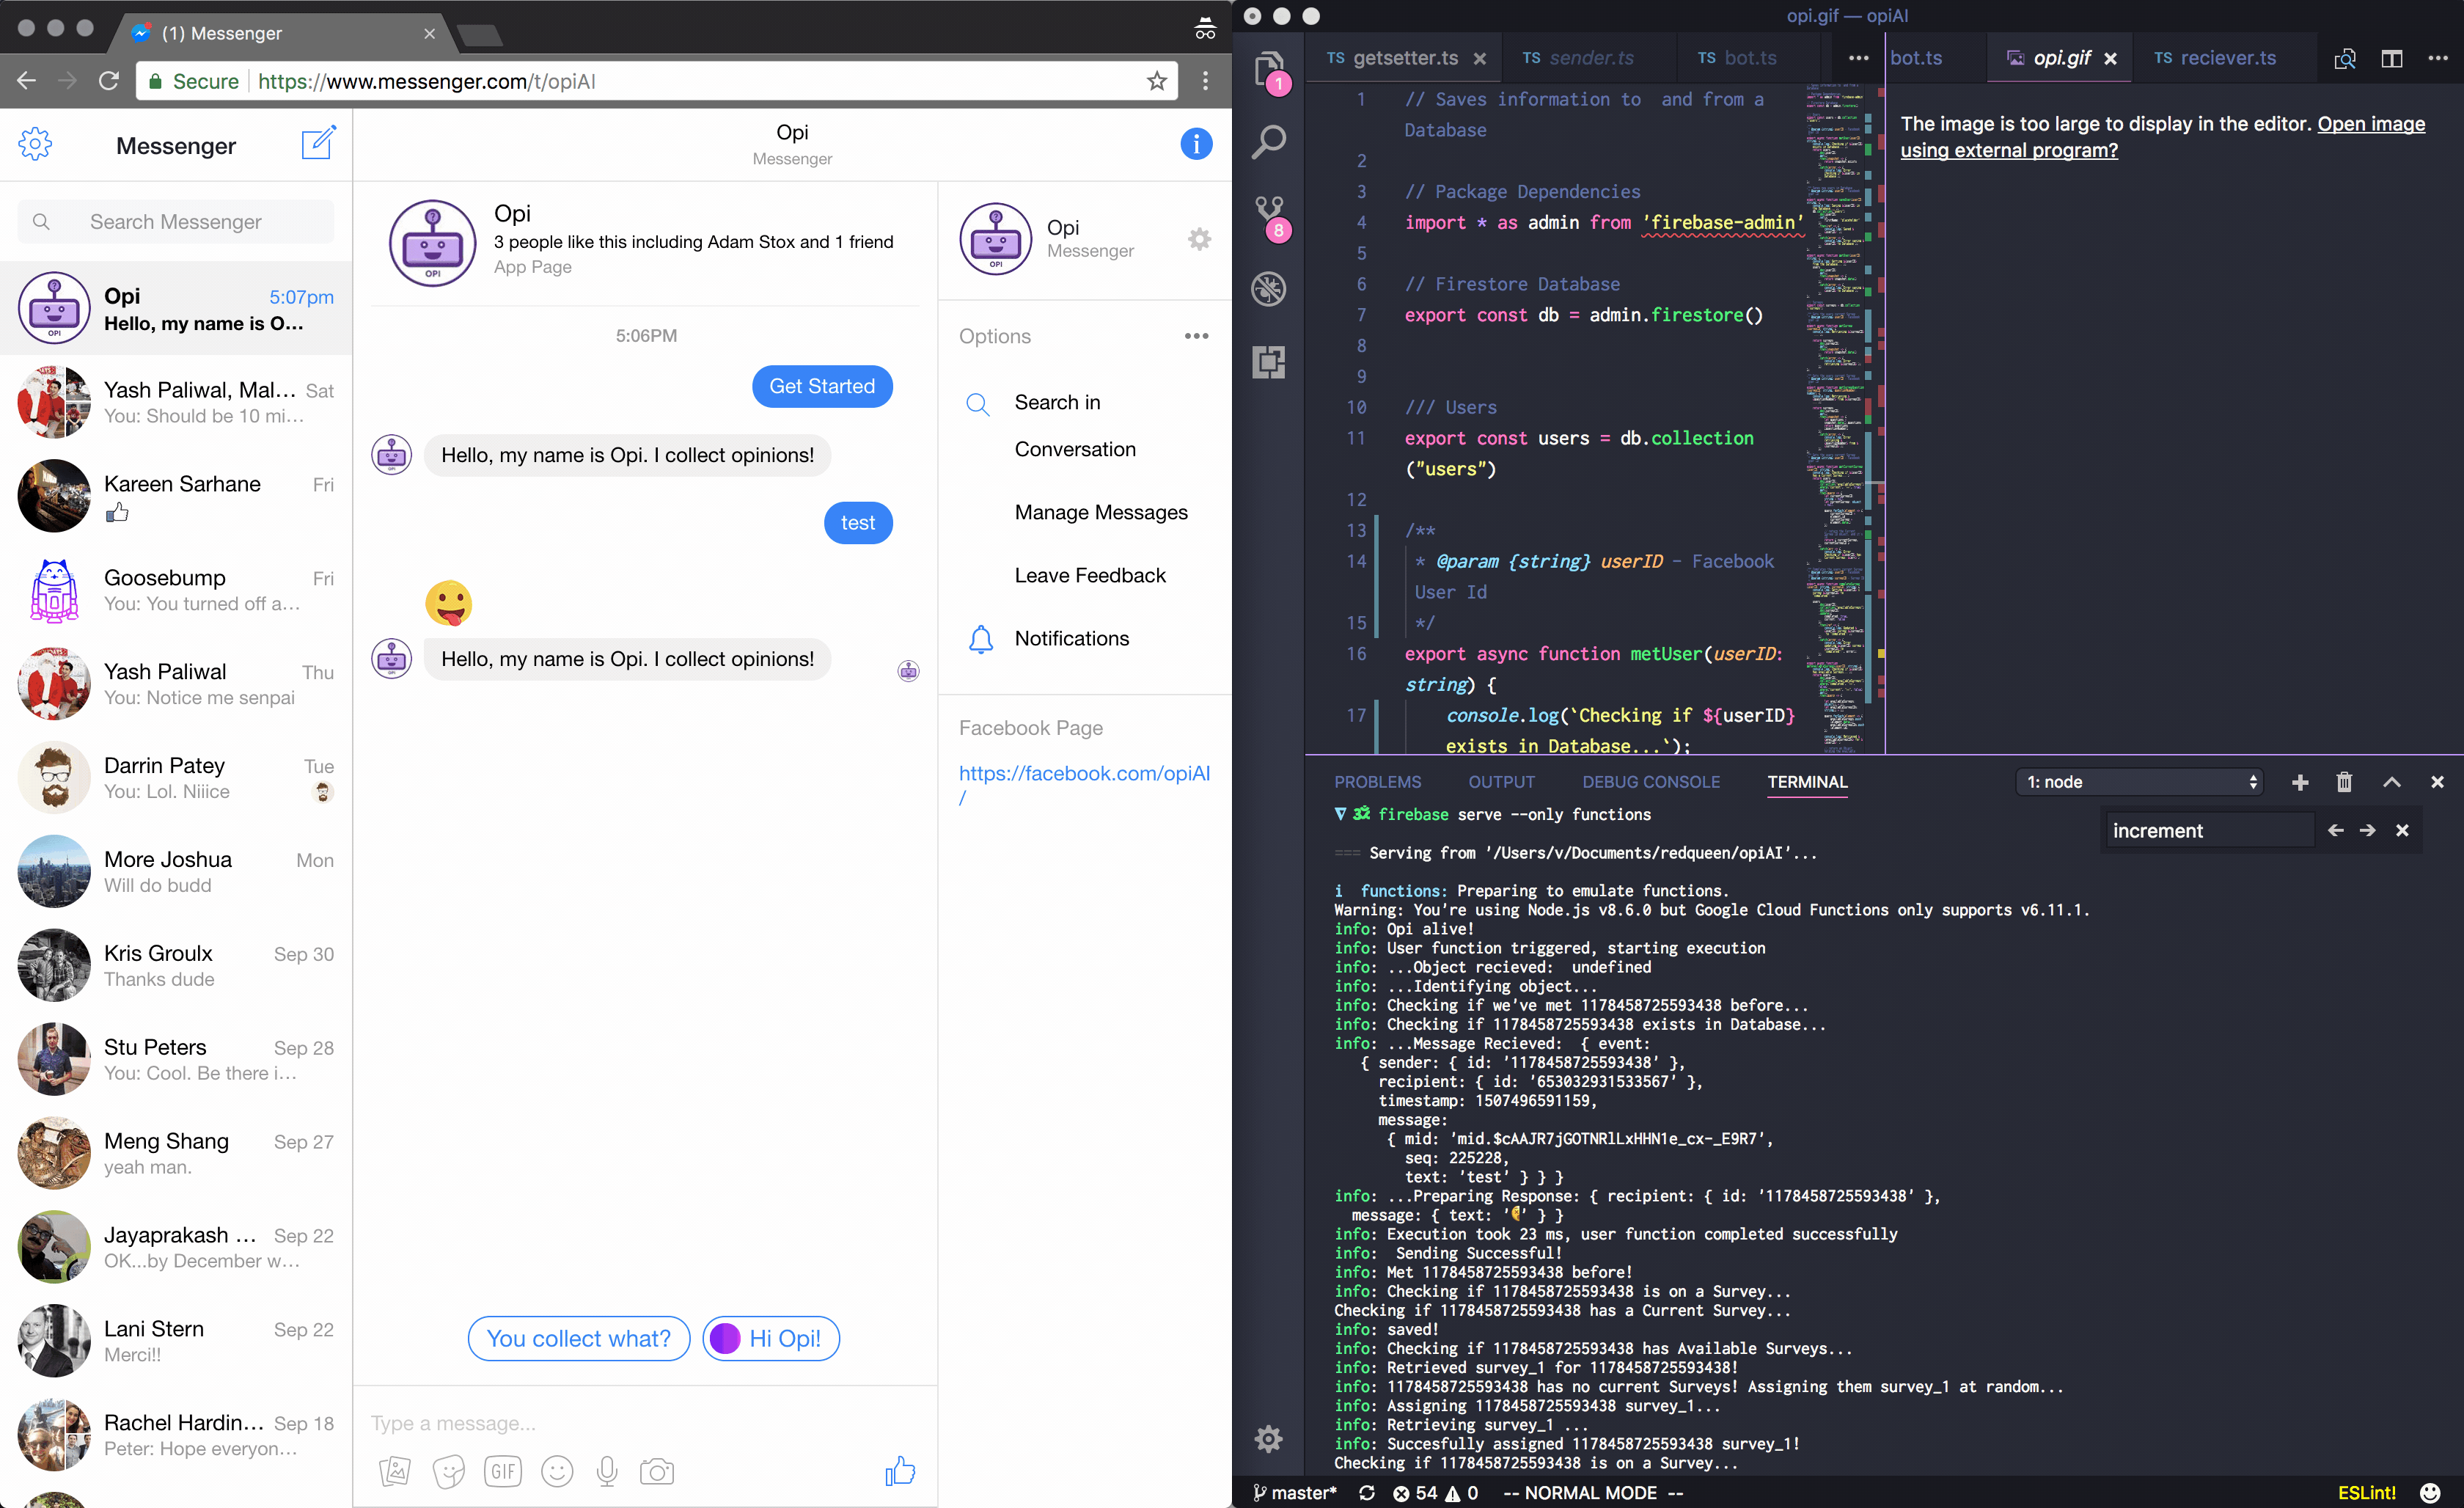 (1) Messenger
Secure https://www.messenger.com/t/opiAI
Messenger
Search Messenger
Opi 5:07pm
Hello, my name is O...
Yash Paliwal, Mal... Sat
You: Should be 10 mi...
Kareen Sarhane Fri
Goosebump Fri
You: You turned off a...
Yash Paliwal Thu
You: Notice me senpai
Darrin Patey Tue
You: Lol. Niiice
More Joshua Mon
Will do budd
Kris Groulx Sep 30
Thanks dude
Stu Peters Sep 28
You: Cool. Be there i...
Meng Shang Sep 27
yeah man.
Jayaprakash ... Sep 22
OK...by December w...
Lani Stern Sep 22
Merci!!
Rachel Hardin... Sep 18
Peter: Hope everyon...
Opi
Messenger
OPI
Opi
3 people like this including Adam Stox and 1 friend
App Page
5:06PM
Get Started
Hello, my name is Opi. I collect opinions!
test
Hello, my name is Opi. I collect opinions!
You collect what?
Hi Opi!
Type a message...
GIF
OPI
Opi
Messenger
Options
Search in
Conversation
Manage Messages
Leave Feedback
Notifications
Facebook Page
https://facebook.com/opiAI
/
opi.gif — opiAI
1
8
TS getsetter.ts
TS sender.ts
TS bot.ts
bot.ts
opi.gif
TS reciever.ts
1 // Saves information to  and from a
Database
2
3 // Package Dependencies
4 import * as admin from 'firebase-admin'
5
6 // Firestore Database
7 export const db = admin.firestore()
8
9
10 /// Users
11 export const users = db.collection
("users")
12
13 /**
14 * @param {string} userID - Facebook
User Id
15 */
16 export async function metUser(userID:
string) {
17 console.log(`Checking if ${userID}
exists in Database...`);
The image is too large to display in the editor. Open image
using external program?
PROBLEMS OUTPUT DEBUG CONSOLE TERMINAL
1: node
increment
firebase serve --only functions
=== Serving from '/Users/v/Documents/redqueen/opiAI'...
i  functions: Preparing to emulate functions.
Warning: You're using Node.js v8.6.0 but Google Cloud Functions only supports v6.11.1.
info: Opi alive!
info: User function triggered, starting execution
info: ...Object recieved:  undefined
info: ...Identifying object...
info: Checking if we've met 1178458725593438 before...
info: Checking if 1178458725593438 exists in Database...
info: ...Message Recieved:  { event:
{ sender: { id: '1178458725593438' },
recipient: { id: '653032931533567' },
timestamp: 1507496591159,
message:
{ mid: 'mid.$cAAJR7jGOTNRlLxHHN1e_cx-_E9R7',
seq: 225228,
text: 'test' } } }
info: ...Preparing Response: { recipient: { id: '1178458725593438' },
message: { text: '' } }
info: Execution took 23 ms, user function completed successfully
info:  Sending Successful!
info: Met 1178458725593438 before!
info: Checking if 1178458725593438 is on a Survey...
Checking if 1178458725593438 has a Current Survey...
info: saved!
info: Checking if 1178458725593438 has Available Surveys...
info: Retrieved survey_1 for 1178458725593438!
info: 1178458725593438 has no current Surveys! Assigning them survey_1 at random...
info: Assigning 1178458725593438 survey_1...
info: Retrieving survey_1 ...
info: Succesfully assigned 1178458725593438 survey_1!
Checking if 1178458725593438 is on a Survey...
master* 54 0 -- NORMAL MODE --
ESLint!